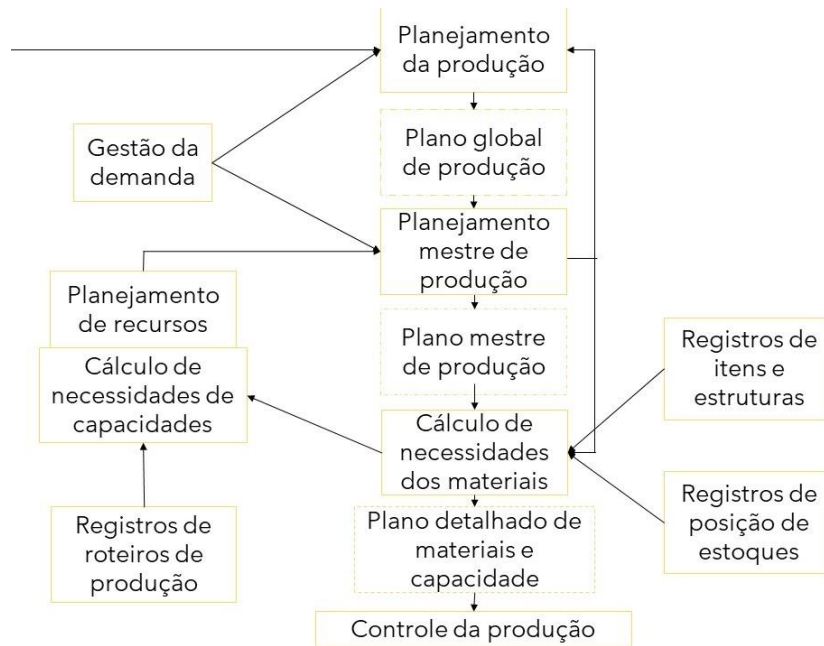 Planejamento
da produção
Gestão da
demanda
Plano global
de produção
Planejamento
mestre de
produção
Planejamento
de recursos
Plano mestre
de produção
Registros de
itens e
estruturas
Cálculo de
necessidades de
capacidades
Cálculo de
necessidades
dos materiais
Registros de
posição de
estoques
Registros de
roteiros de
produção
Plano detalhado de
materiais e
capacidade
Controle da produção